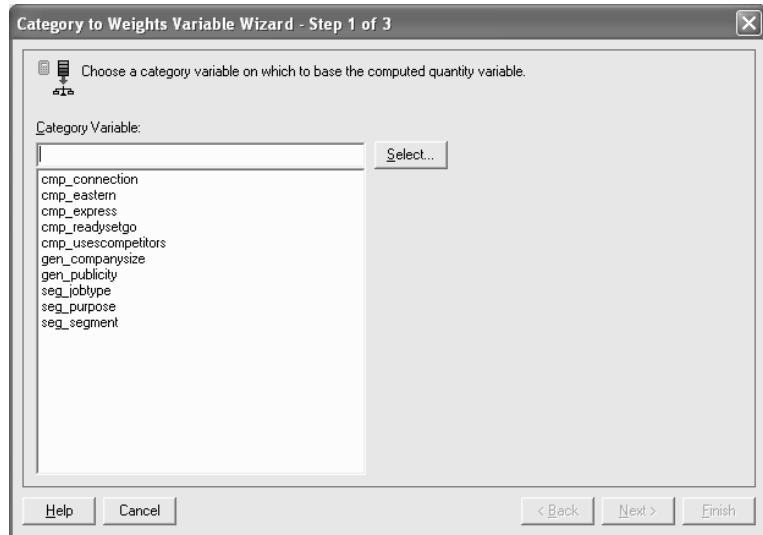 Category to Weights Variable Wizard - Step 1 of 3
Choose a category variable on which to base the computed quantity variable.
Category Variable:
Select...
cmp_connection
cmp_eastern
cmp_express
cmp_readysetgo
cmp_usescompetitors
gen_companysize
gen_publicity
seg_jobtype
seg_purpose
seg_segment
Help Cancel < Back Next > Finish